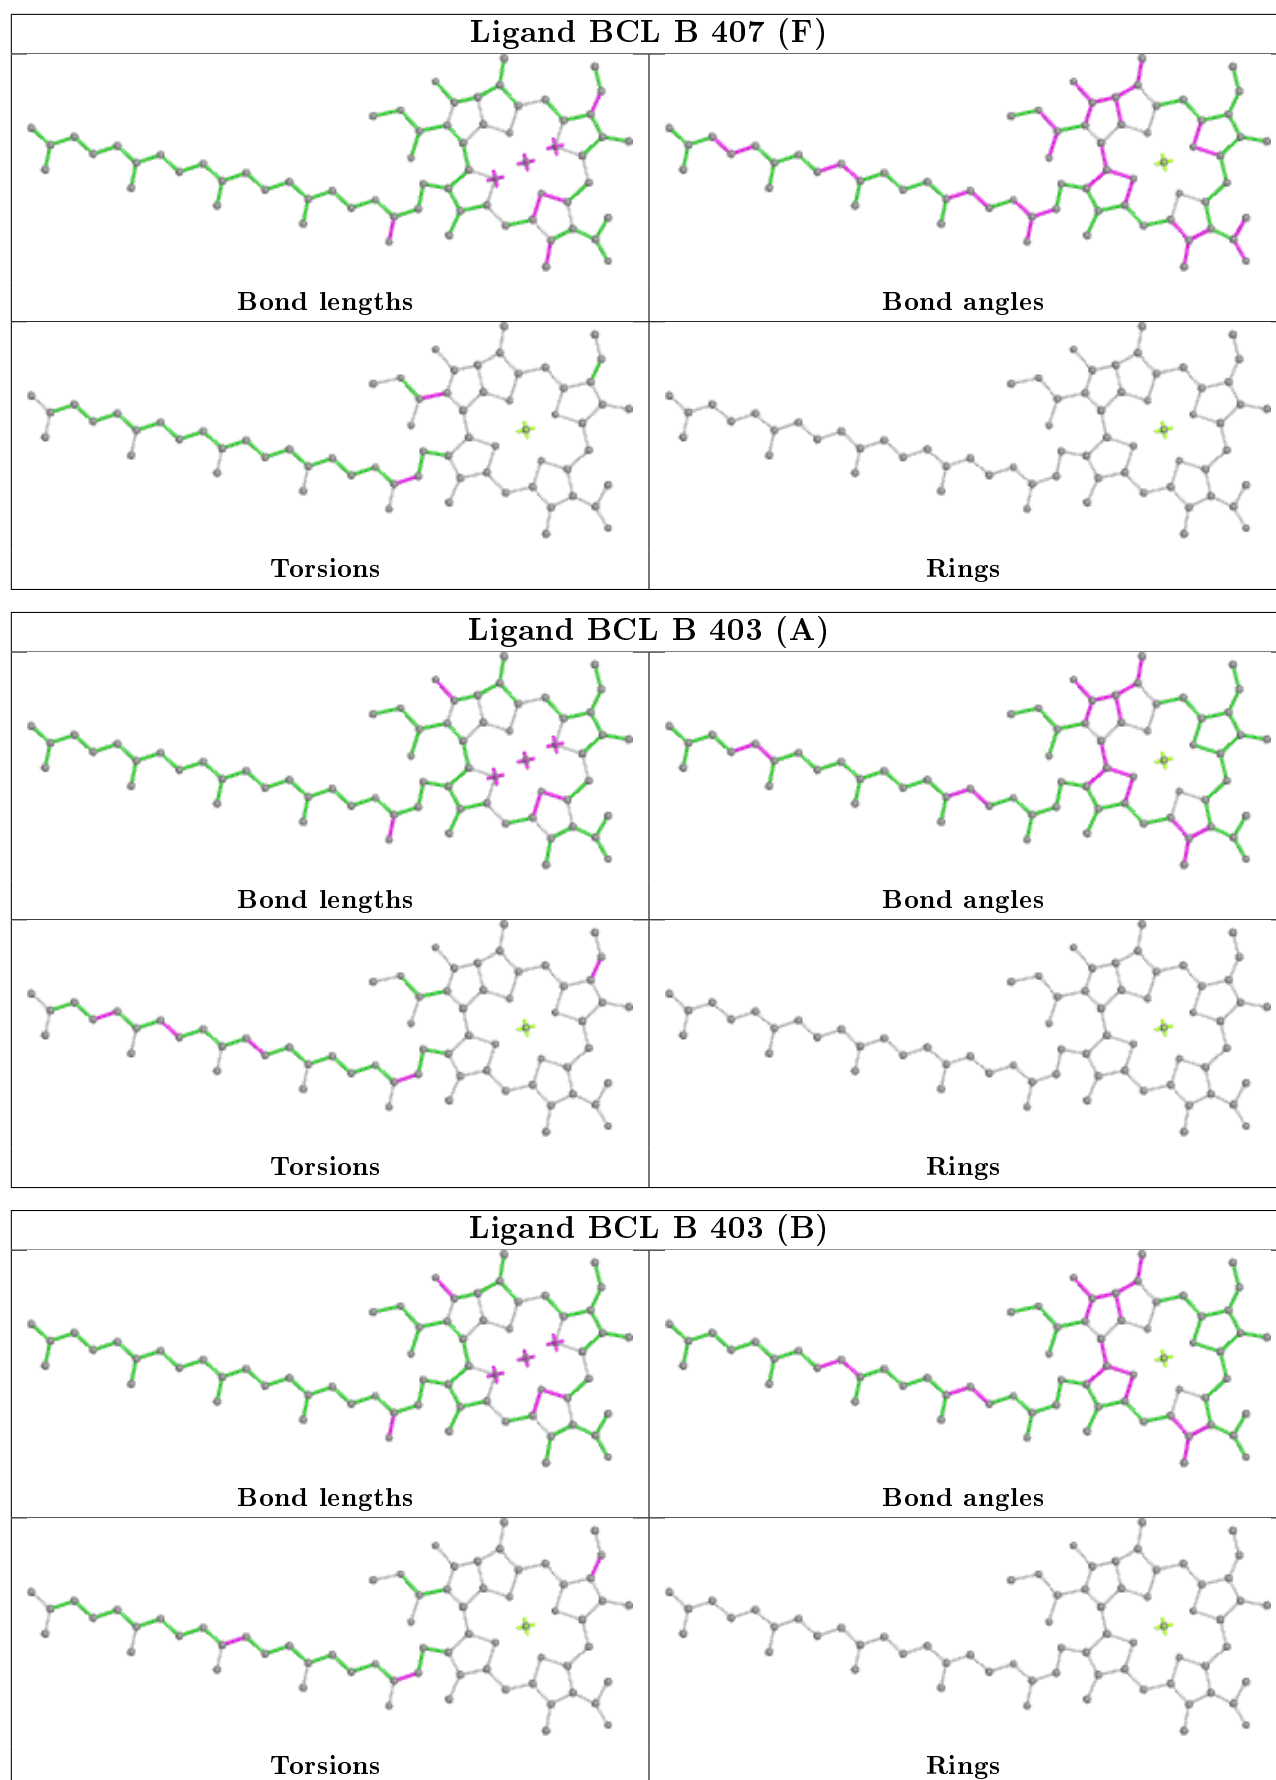 Ligand BCL B 407 (F)
Bond lengths
Bond angles
Torsions
Rings
Ligand BCL B 403 (A)
Bond lengths
Bond angles
Torsions
Rings
Ligand BCL B 403 (B)
Bond lengths
Bond angles
Torsions
Rings